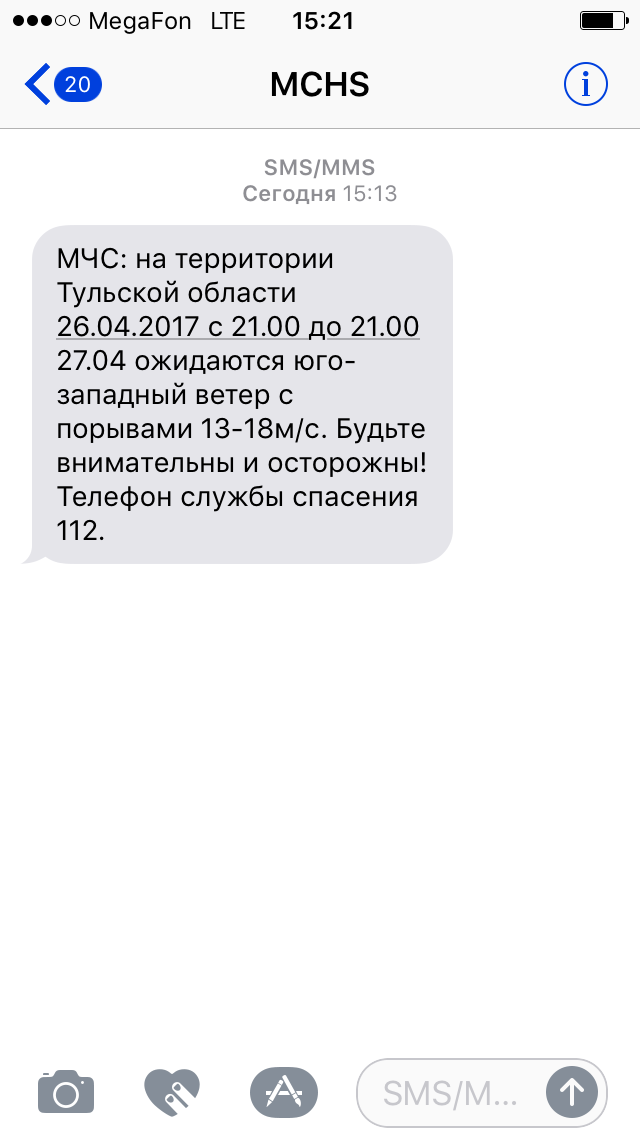 MegaFon LTE 15:21
20 MCHS
SMS/MMS
Сегодня 15:13
МЧС: на территории
Тульской области
26.04.2017 с 21.00 до 21.00
27.04 ожидаются юго-
западный ветер с
порывами 13-18м/с. Будьте
внимательны и осторожны!
Телефон службы спасения
112.
SMS/M...